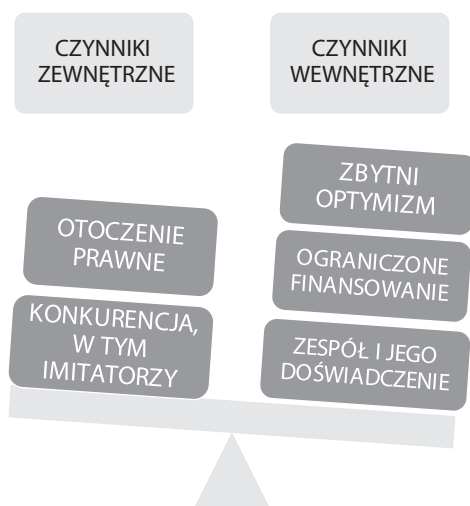 CZYNNIKI
ZEWNĘTRZNE
CZYNNIKI
WEWNĘTRZNE
OTOCZENIE
PRAWNE
KONKURENCJA,
W TYM
IMITATORZY
ZBYTNI
OPTYMIZM
OGRANICZONE
FINANSOWANIE
ZESPÓŁ I JEGO
DOŚWIADCZENIE